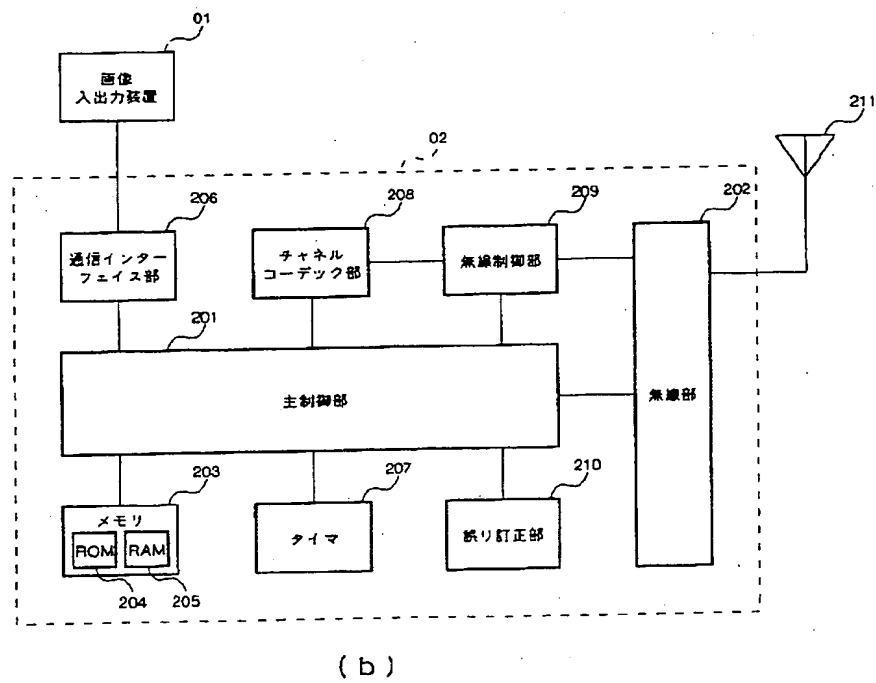 01
画像
入出力装置
211
02
206
208
209
202
通信インター
フェイス部
チャネル
コーデック部
無線制御部
201
主制御部
無線部
203
207
210
メモリ
ROM
RAM
タイマ
誤り訂正部
204
205
(b)